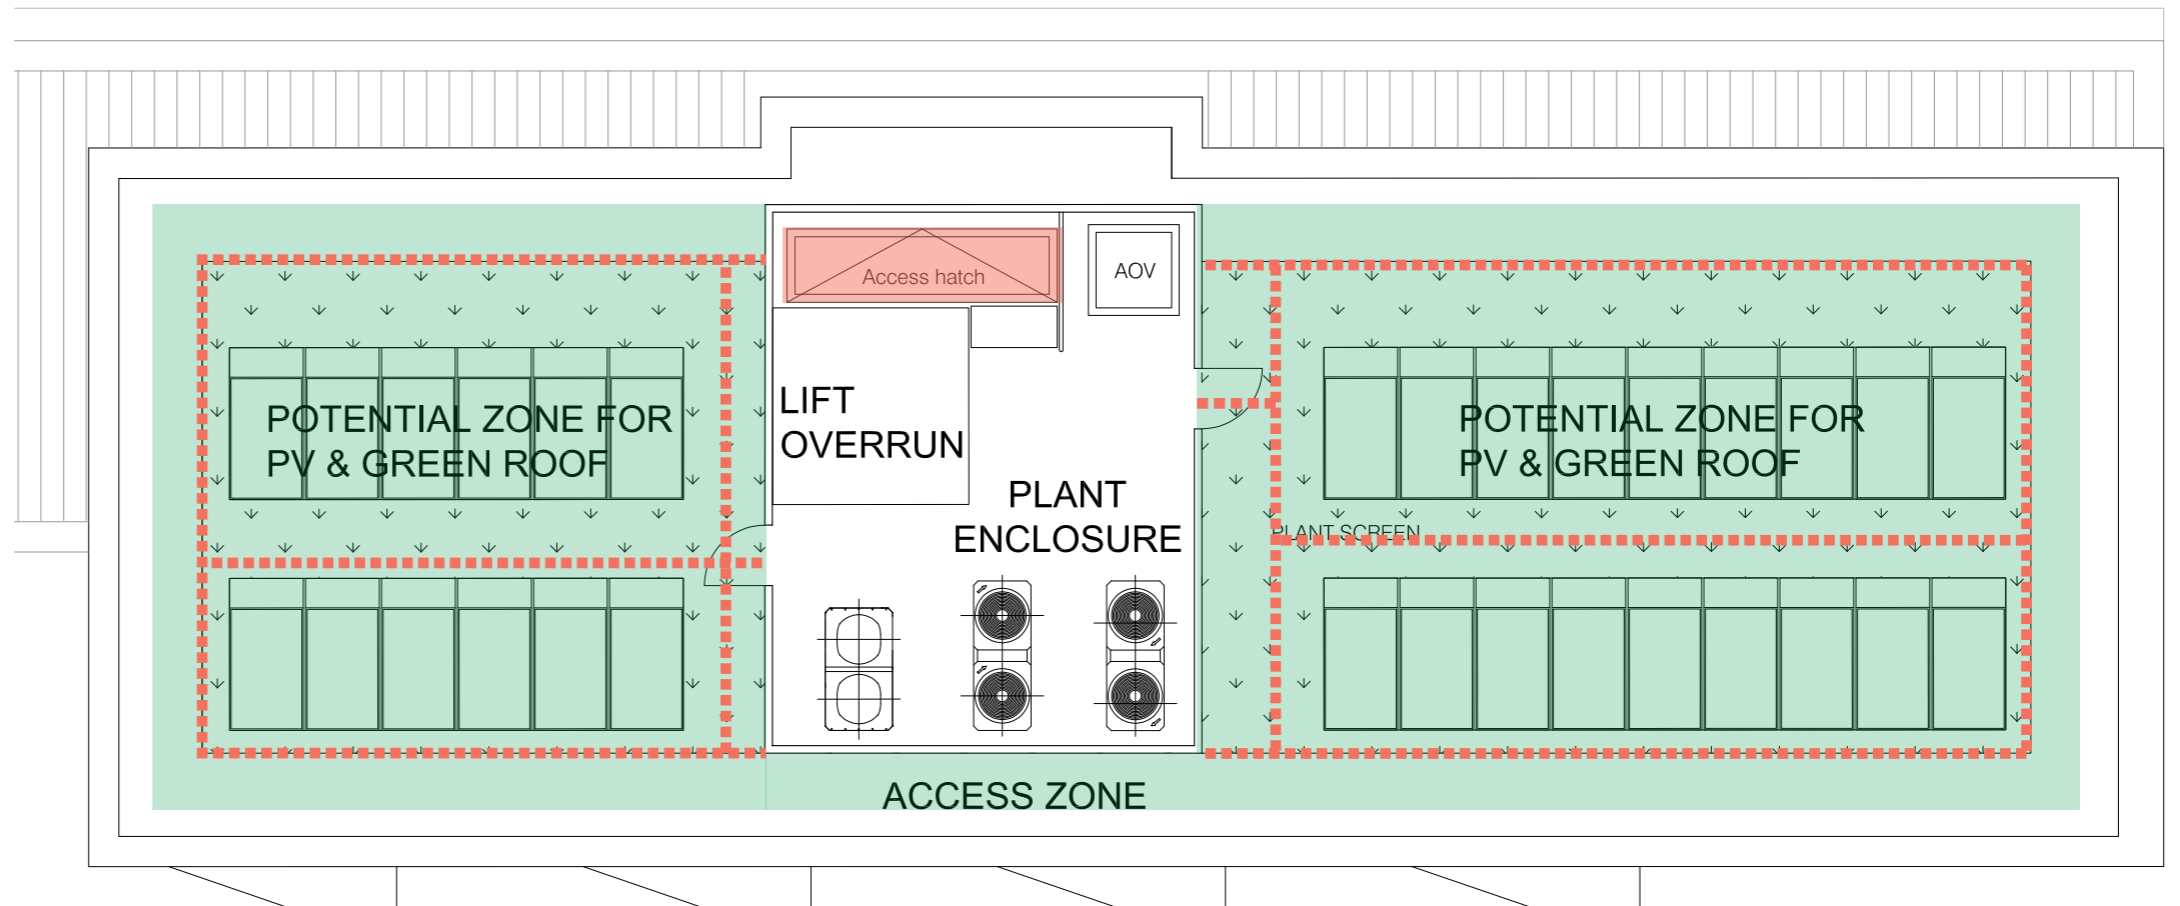 Access hatch
AOV
LIFT
OVERRUN
POTENTIAL ZONE FOR
PV & GREEN ROOF
POTENTIAL ZONE FOR
PV & GREEN ROOF
PLANT
ENCLOSURE
PLANT SCREEN
ACCESS ZONE